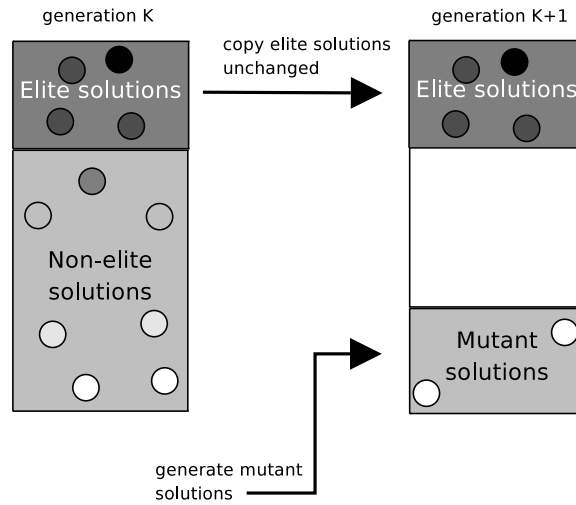 generation K
generation K+1
copy elite solutions
unchanged
Elite solutions
Elite solutions
Non-elite
solutions
Mutant
solutions
generate mutant
solutions